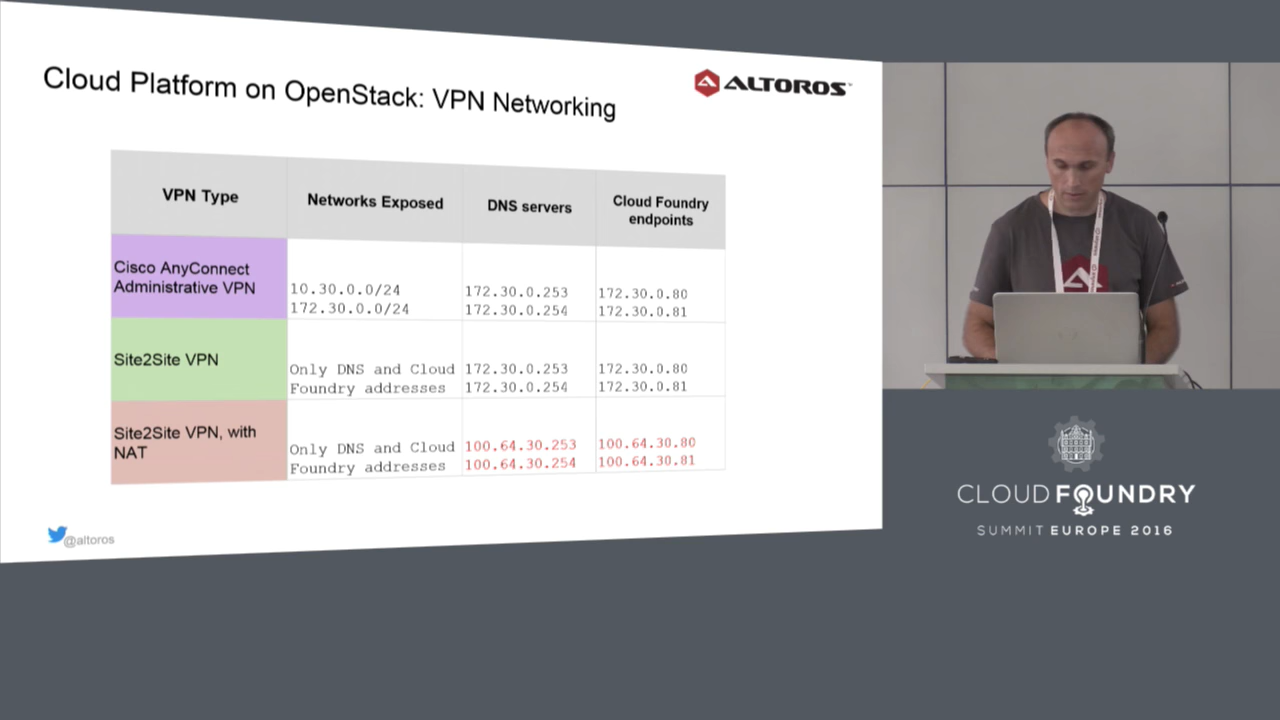 Cloud Platform on OpenStack: VPN Networking
ALTOROS
VPN Type
Networks Exposed
DNS servers
Cloud Foundry
endpoints
Cisco AnyConnect
Administrative VPN
10.30.0.0/24
172.30.0.0/24
172.30.0.253
172.30.0.254
172.30.0.80
172.30.0.81
Site2Site VPN
Only DNS and Cloud
Foundry addresses
172.30.0.253
172.30.0.254
172.30.0.80
172.30.0.81
Site2Site VPN, with
NAT
Only DNS and Cloud
Foundry addresses
100.64.30.253
100.64.30.254
100.64.30.80
100.64.30.81
@altoros
CLOUD FOUNDRY
SUMMIT EUROPE 2016